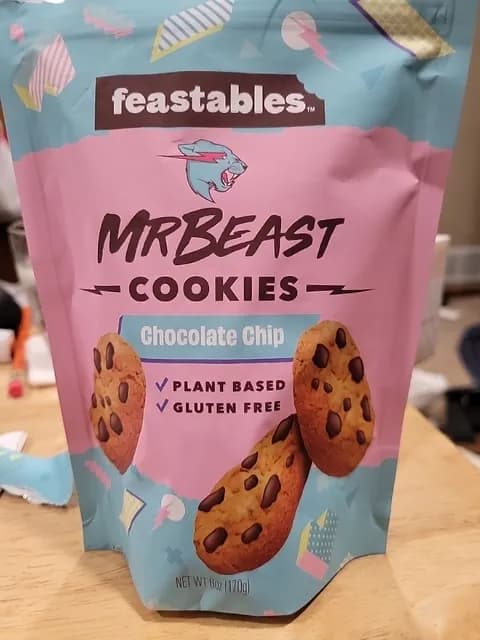 feastables™
MRBEAST
COOKIES
Chocolate Chip
PLANT BASED
GLUTEN FREE
NET WT 6oz (170g)